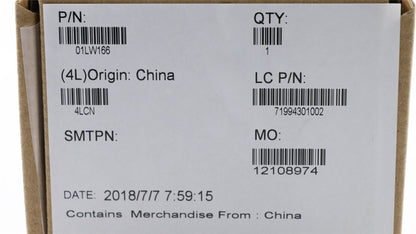 P/N: QTY:
01LW166 1
(4L)Origin: China LC P/N:
4LCN 71994301002
SMTPN: MO:
12108974
DATE: 2018/7/7 7:59:15
Contains Merchandise From : China